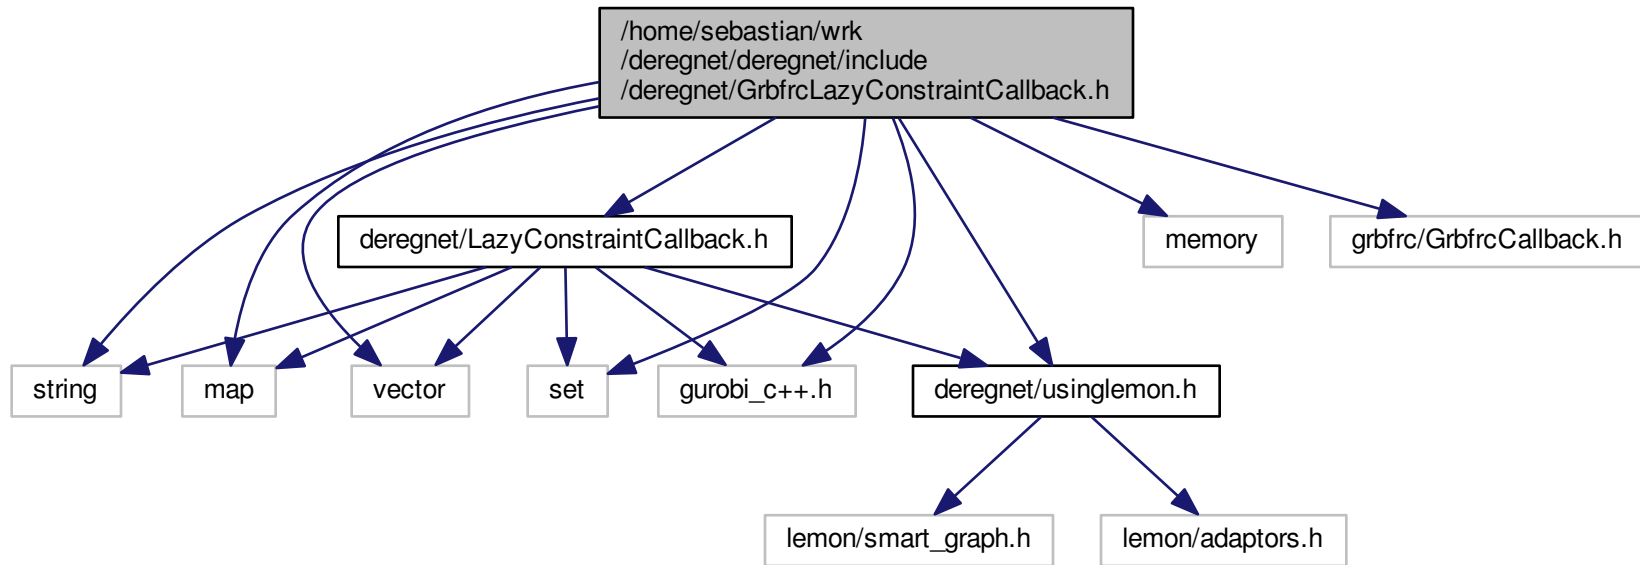 /home/sebastian/wrk
/deregnet/deregnet/include
/deregnet/GrbfrcLazyConstraintCallback.h
deregnet/LazyConstraintCallback.h
memory
grbfrc/GrbfrcCallback.h
string
map
vector
set
gurobi_c++.h
deregnet/usinglemon.h
lemon/smart_graph.h
lemon/adaptors.h